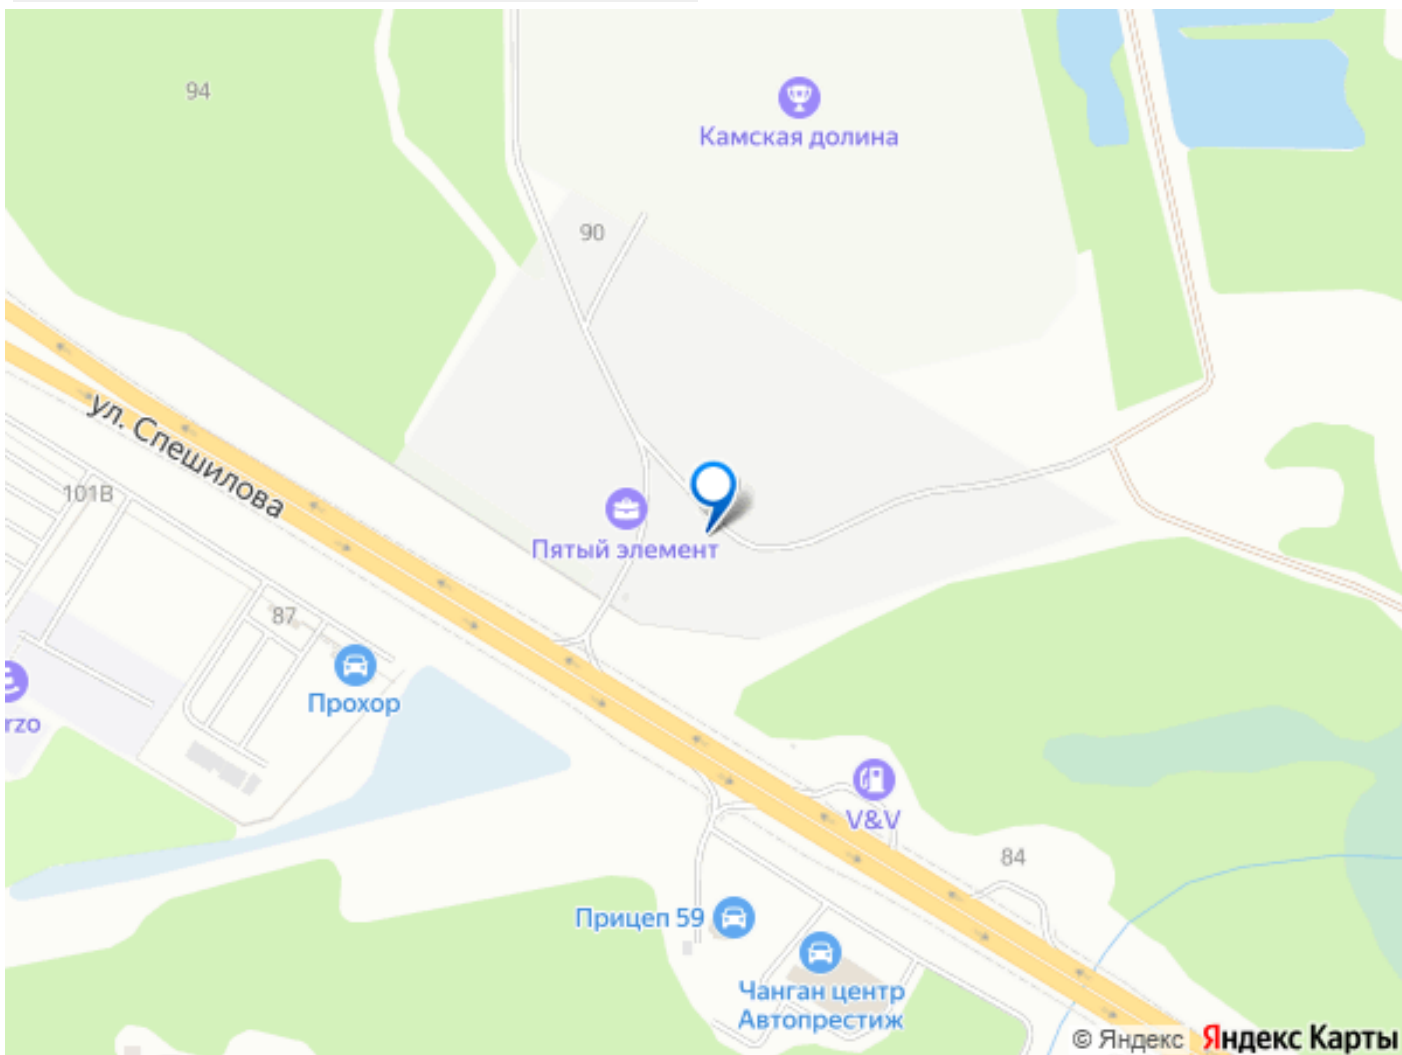 94
Камская долина
90
ул. Спешилова
101В
Пятый элемент
87
Прохор
rzo
V&V
84
Прицеп 59
Чанган центр
Автопрестиж
© Яндекс Яндекс Карты